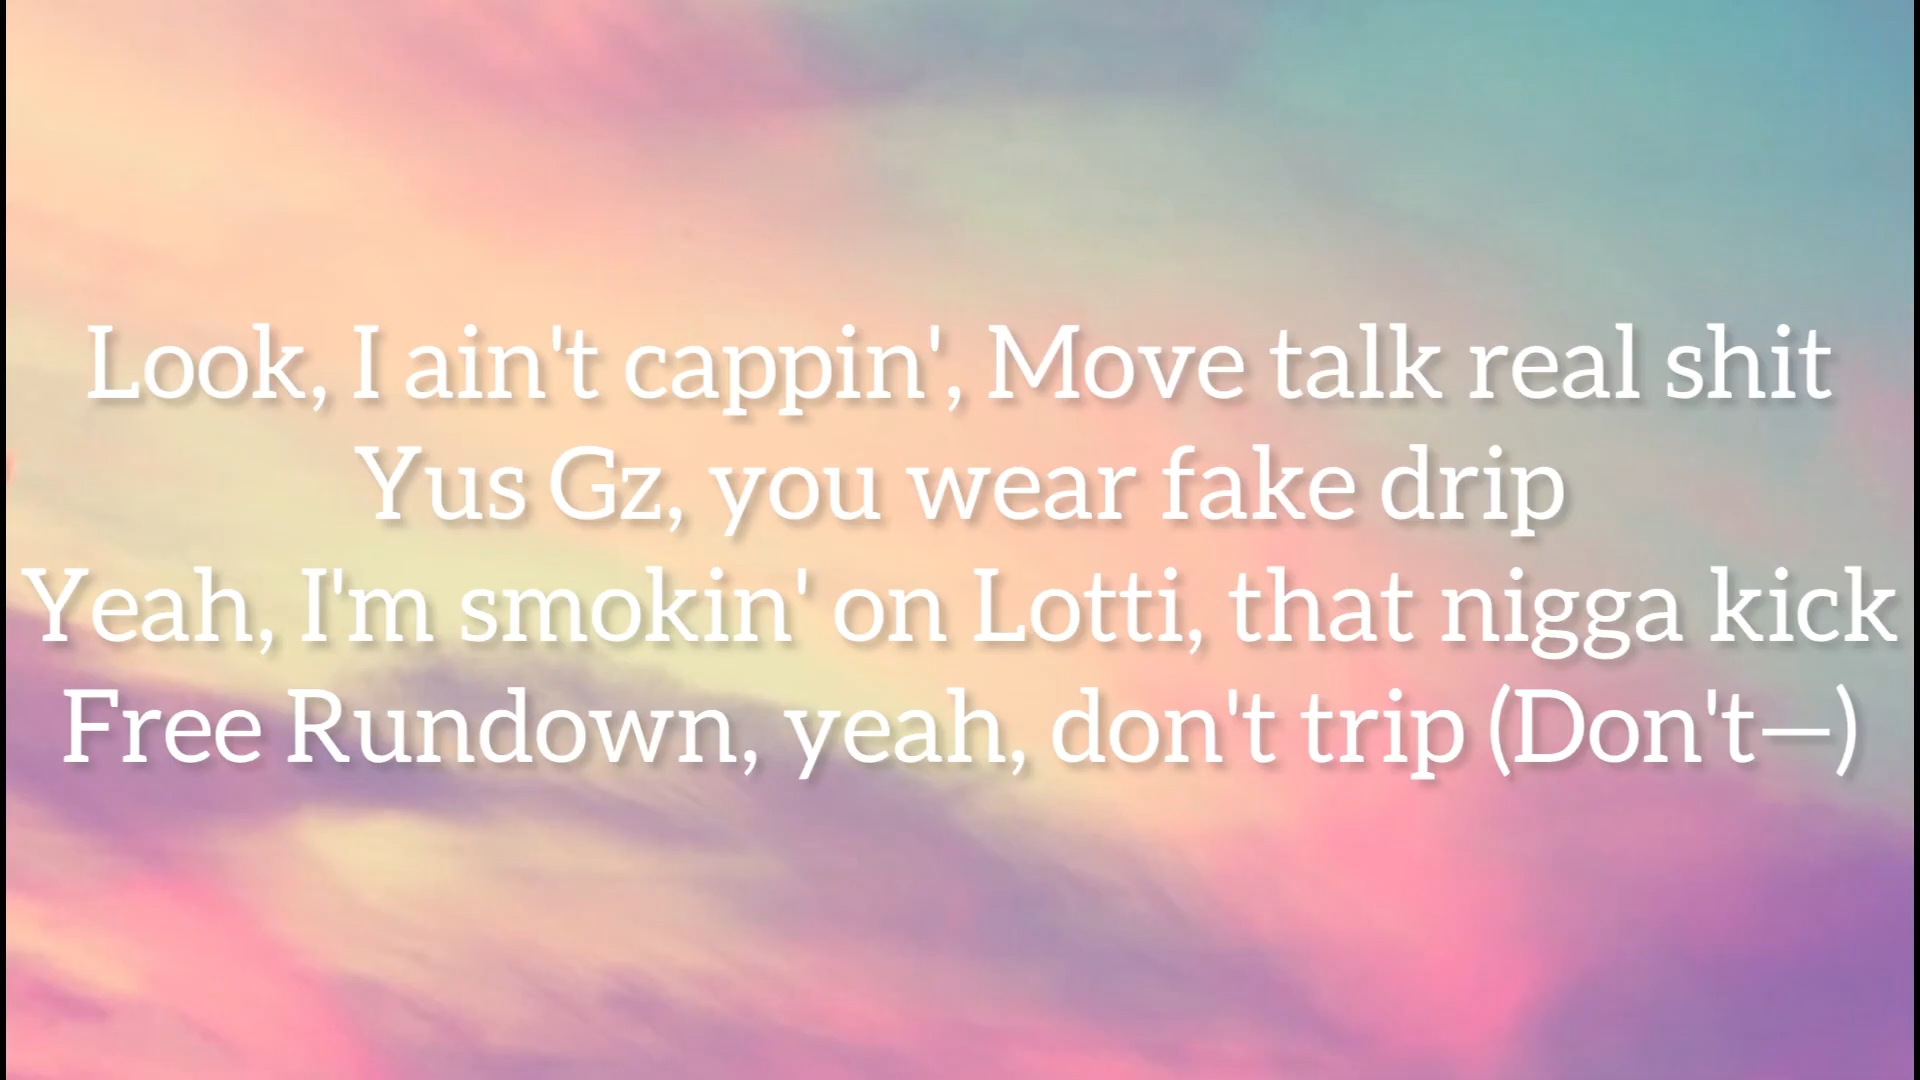 Look, I ain't cappin', Move talk real shit
Yus Gz, you wear fake drip
Yeah, I'm smokin' on Lotti, that nigga kick
Free Rundown, yeah, don't trip (Don't—)